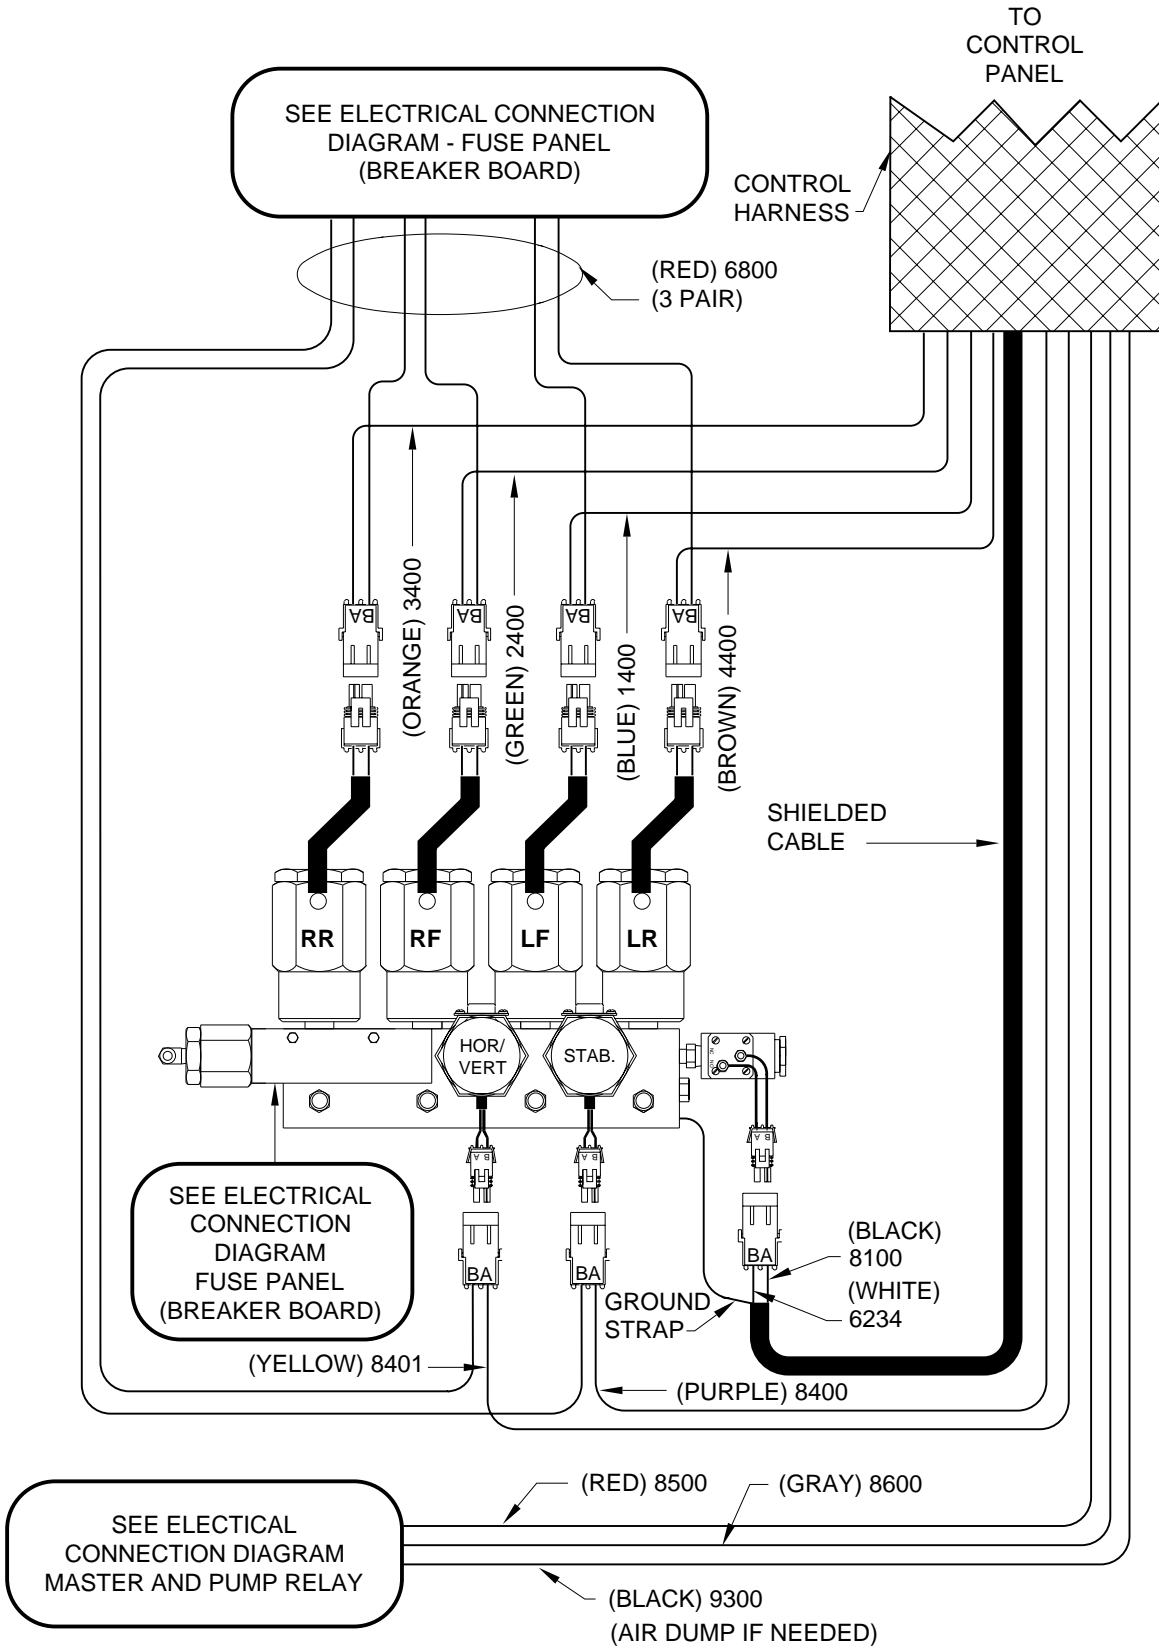 TO
CONTROL
PANEL
SEE ELECTRICAL CONNECTION
DIAGRAM - FUSE PANEL
(BREAKER BOARD)
CONTROL
HARNESS
(RED) 6800
(3 PAIR)
BA
BA
BA
BA
(ORANGE) 3400
(GREEN) 2400
(BLUE) 1400
(BROWN) 4400
SHIELDED
CABLE
RR
RF
LF
LR
HOR/
VERT
STAB.
NC
NO
B A
B A
B A
SEE ELECTRICAL
CONNECTION
DIAGRAM
FUSE PANEL
(BREAKER BOARD)
BA
BA
BA
(BLACK)
8100
(WHITE)
6234
GROUND
STRAP
(YELLOW) 8401
(PURPLE) 8400
(RED) 8500
(GRAY) 8600
SEE ELECTICAL
CONNECTION DIAGRAM
MASTER AND PUMP RELAY
(BLACK) 9300
(AIR DUMP IF NEEDED)